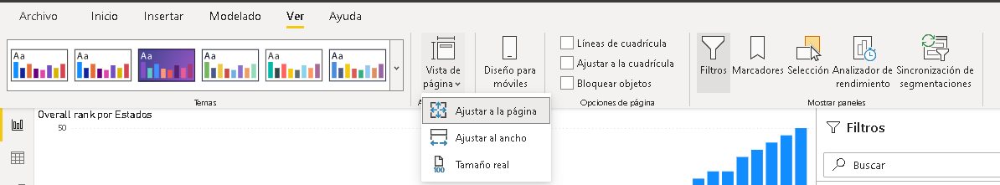 Archivo Inicio Insertar Modelado Ver Ayuda
Aa Aa Aa Aa Aa Aa
Vista de página
Diseño para móviles
Líneas de cuadrícula
Ajustar a la cuadrícula
Bloquear objetos
Filtros
Marcadores
Selección
Analizador de rendimiento
Sincronización de segmentaciones
Temas
Opciones de página
Mostrar paneles
Ajustar a la página
Ajustar al ancho
100 Tamaño real
Overall rank por Estados
50
Filtros
Buscar